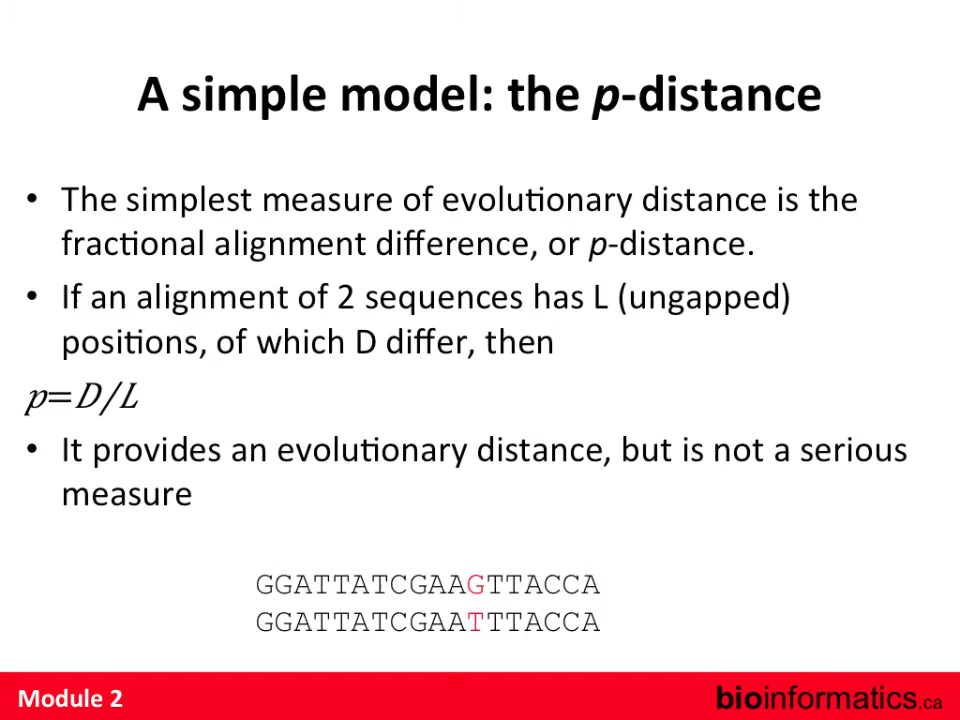 A simple model: the p-distance
• The simplest measure of evolutionary distance is the
fractional alignment difference, or p-distance.
• If an alignment of 2 sequences has L (ungapped)
positions, of which D differ, then
p=D/L
• It provides an evolutionary distance, but is not a serious
measure
GGATTATCGAAGTTACCA
GGATTATCGAATTTACCA
Module 2
bioinformatics.ca